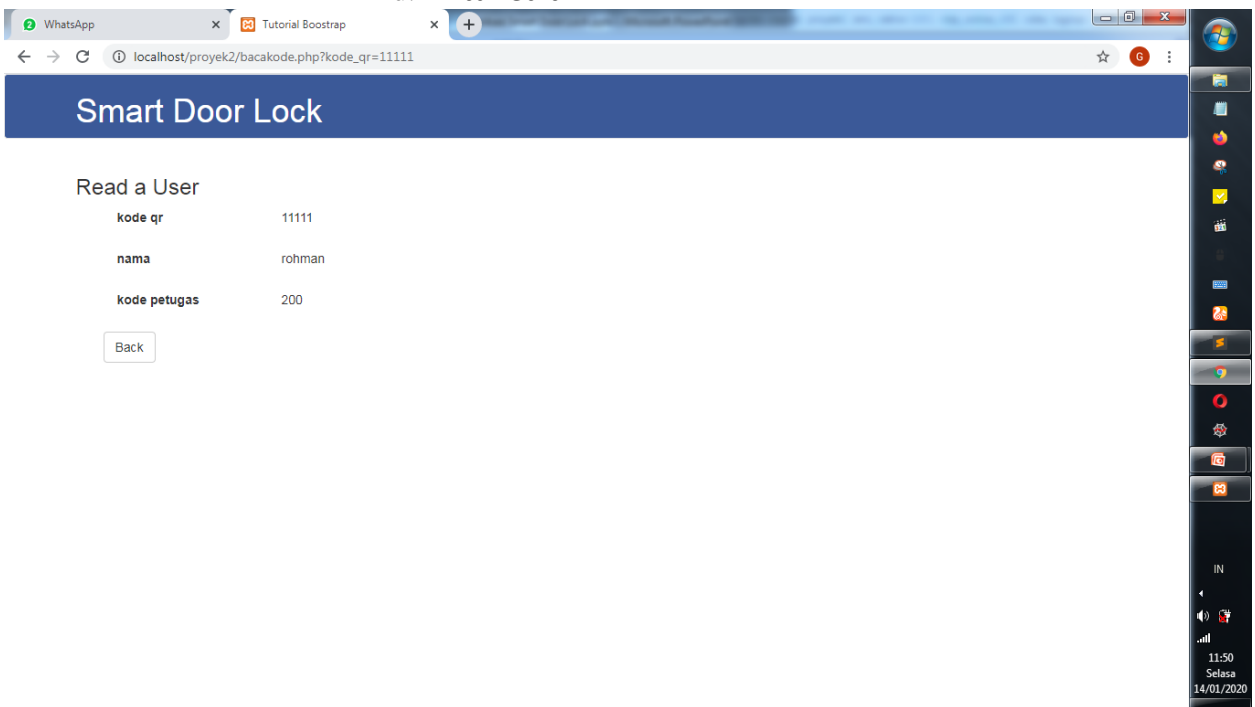 WhatsApp
Tutorial Boostrap
localhost/proyek2/bacakode.php?kode_qr=11111
G
Smart Door Lock
Read a User
kode qr 11111
nama rohman
kode petugas 200
Back
IN
11:50
Selasa
14/01/2020